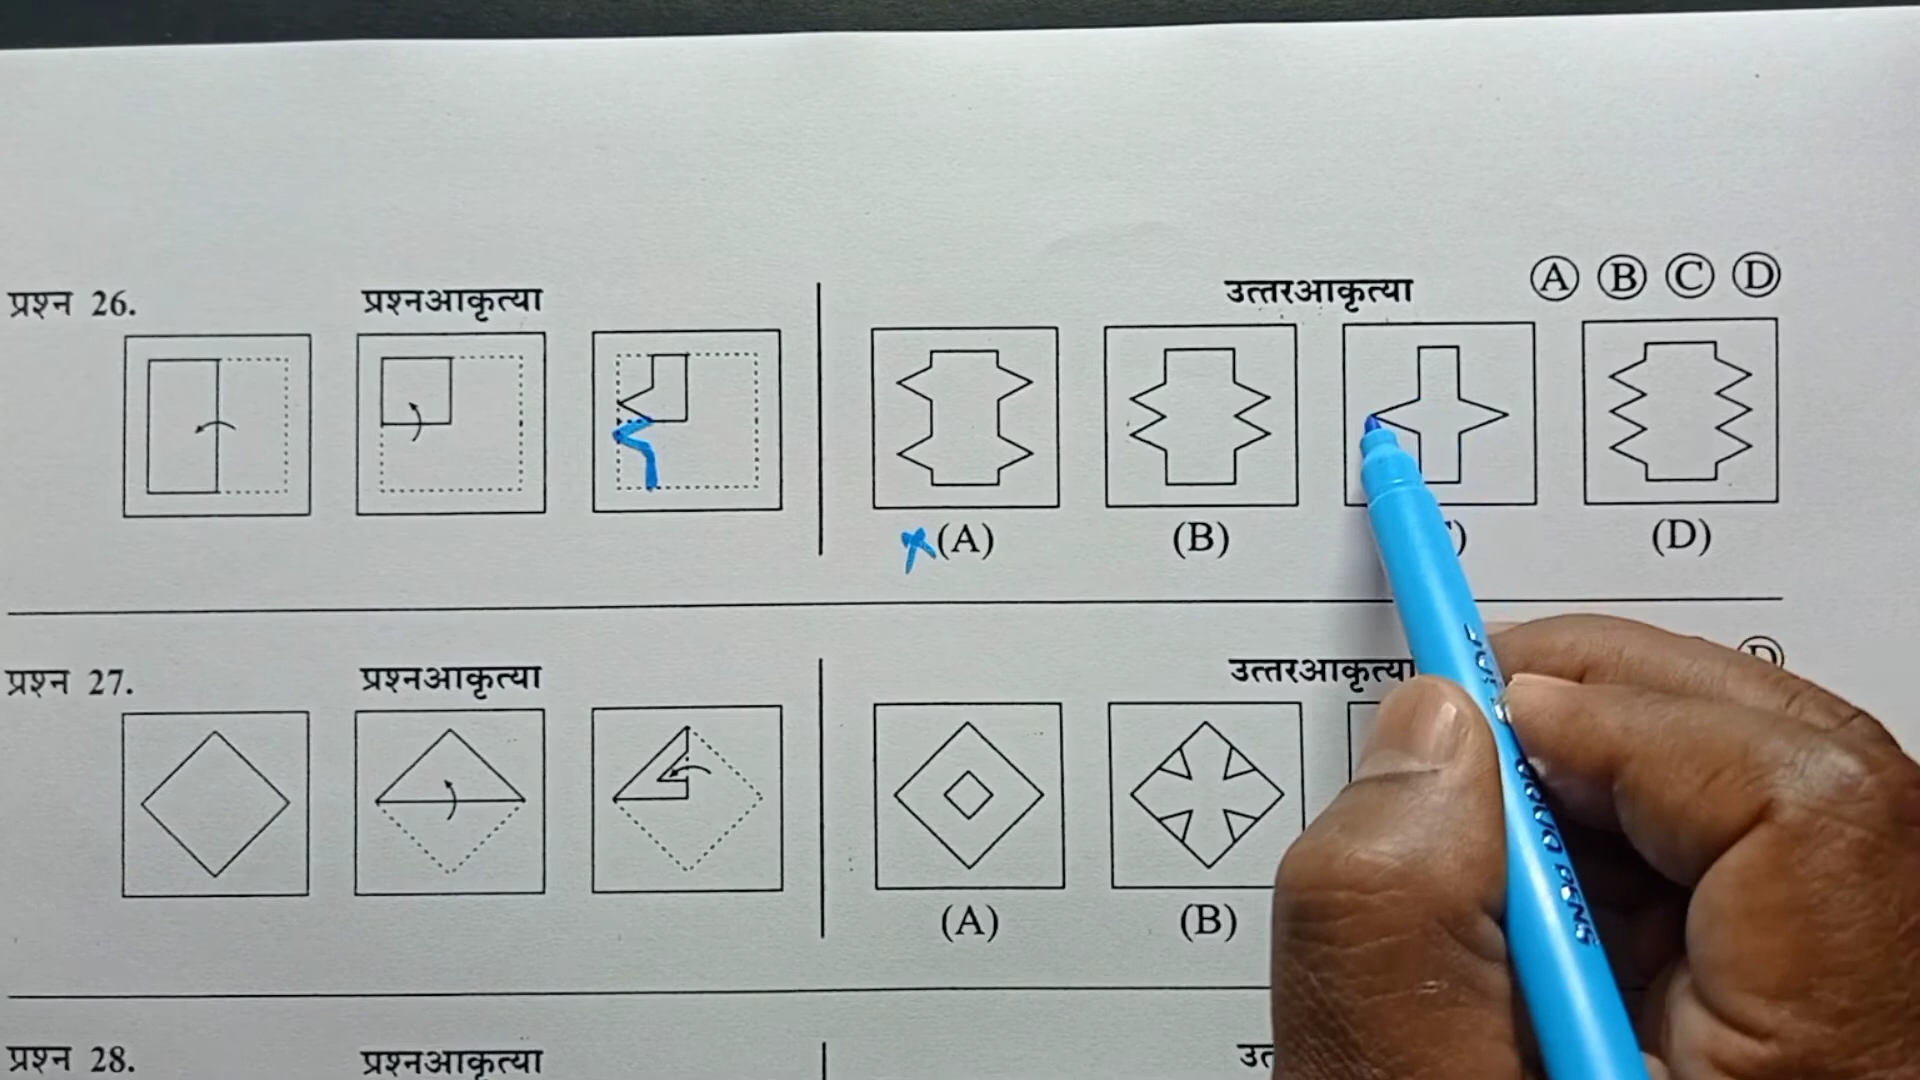 प्रश्न 26.
प्रश्नआकृत्या
उत्तरआकृत्या
A B C D
(A) (B) (D)
प्रश्न 27.
प्रश्नआकृत्या
उत्तरआकृत्या
D
(A) (B)
प्रश्न 28.
प्रश्नआकृत्या